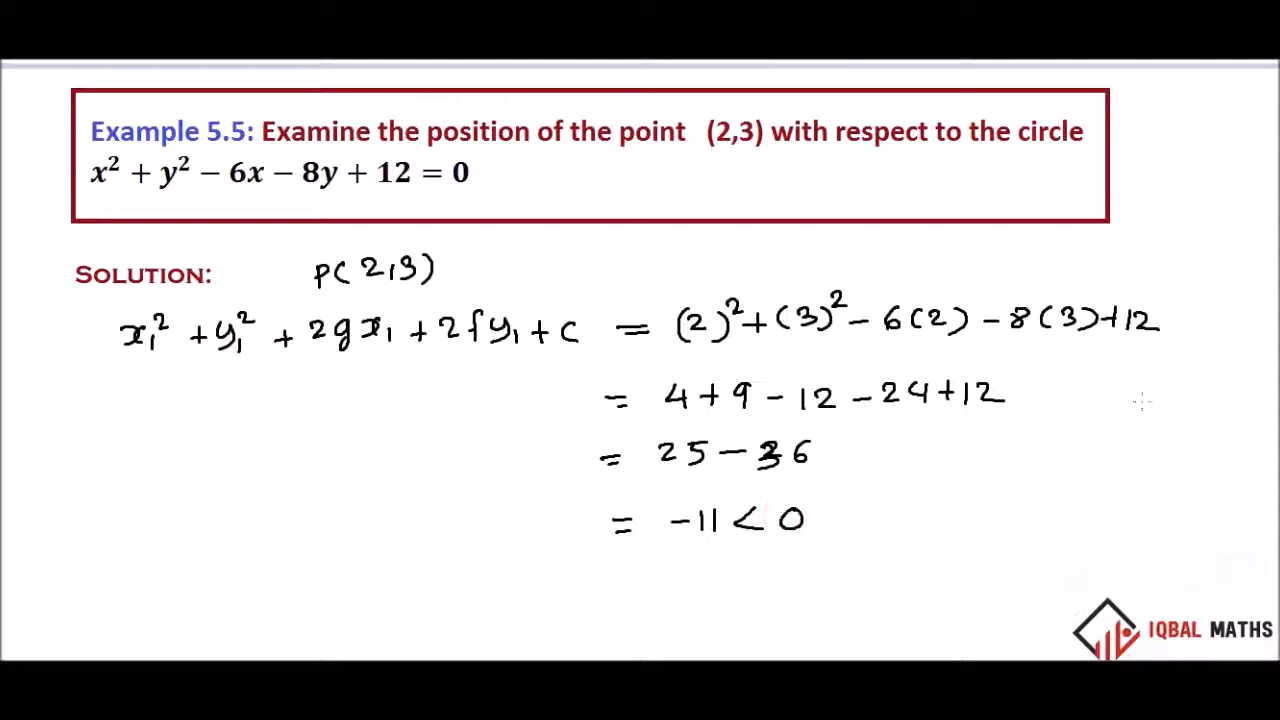 Example 5.5: Examine the position of the point (2,3) with respect to the circle
x² + y² − 6x − 8y + 12 = 0
SOLUTION: P(2,3)
x₁² + y₁² + 2gx₁ + 2fy₁ + c = (2)² + (3)² − 6(2) − 8(3) + 12
= 4 + 9 − 12 − 24 + 12
= 25 − 36
= −11 < 0
IQBAL MATHS